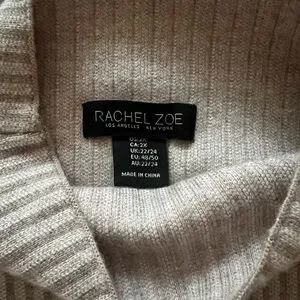 RACHEL ZOE
LOS ANGELES NEW YORK
CA:2X
UK:22/24
EU:48/50
AU:22/24
MADE IN CHINA